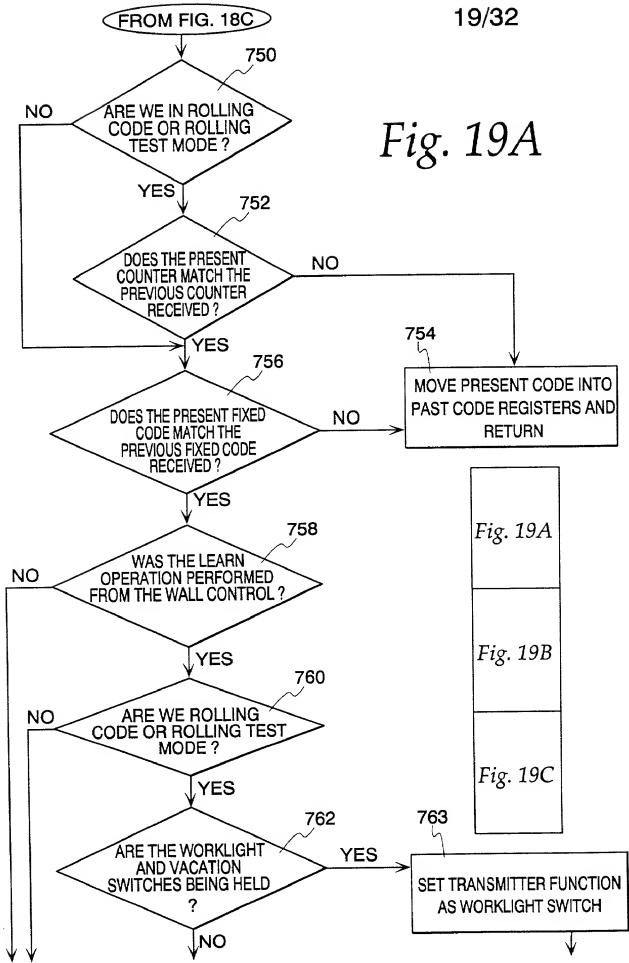 FROM FIG. 18C
19/32
Fig. 19A
750
ARE WE IN ROLLING
CODE OR ROLLING
TEST MODE ?
NO
YES
752
DOES THE PRESENT
COUNTER MATCH THE
PREVIOUS COUNTER
RECEIVED ?
NO
YES
754
MOVE PRESENT CODE INTO
PAST CODE REGISTERS AND
RETURN
756
DOES THE PRESENT FIXED
CODE MATCH THE
PREVIOUS FIXED CODE
RECEIVED ?
NO
YES
758
WAS THE LEARN
OPERATION PERFORMED
FROM THE WALL CONTROL ?
NO
YES
760
ARE WE ROLLING
CODE OR ROLLING TEST
MODE ?
NO
YES
762
ARE THE WORKLIGHT
AND VACATION
SWITCHES BEING HELD
?
YES
NO
763
SET TRANSMITTER FUNCTION
AS WORKLIGHT SWITCH
Fig. 19A
Fig. 19B
Fig. 19C